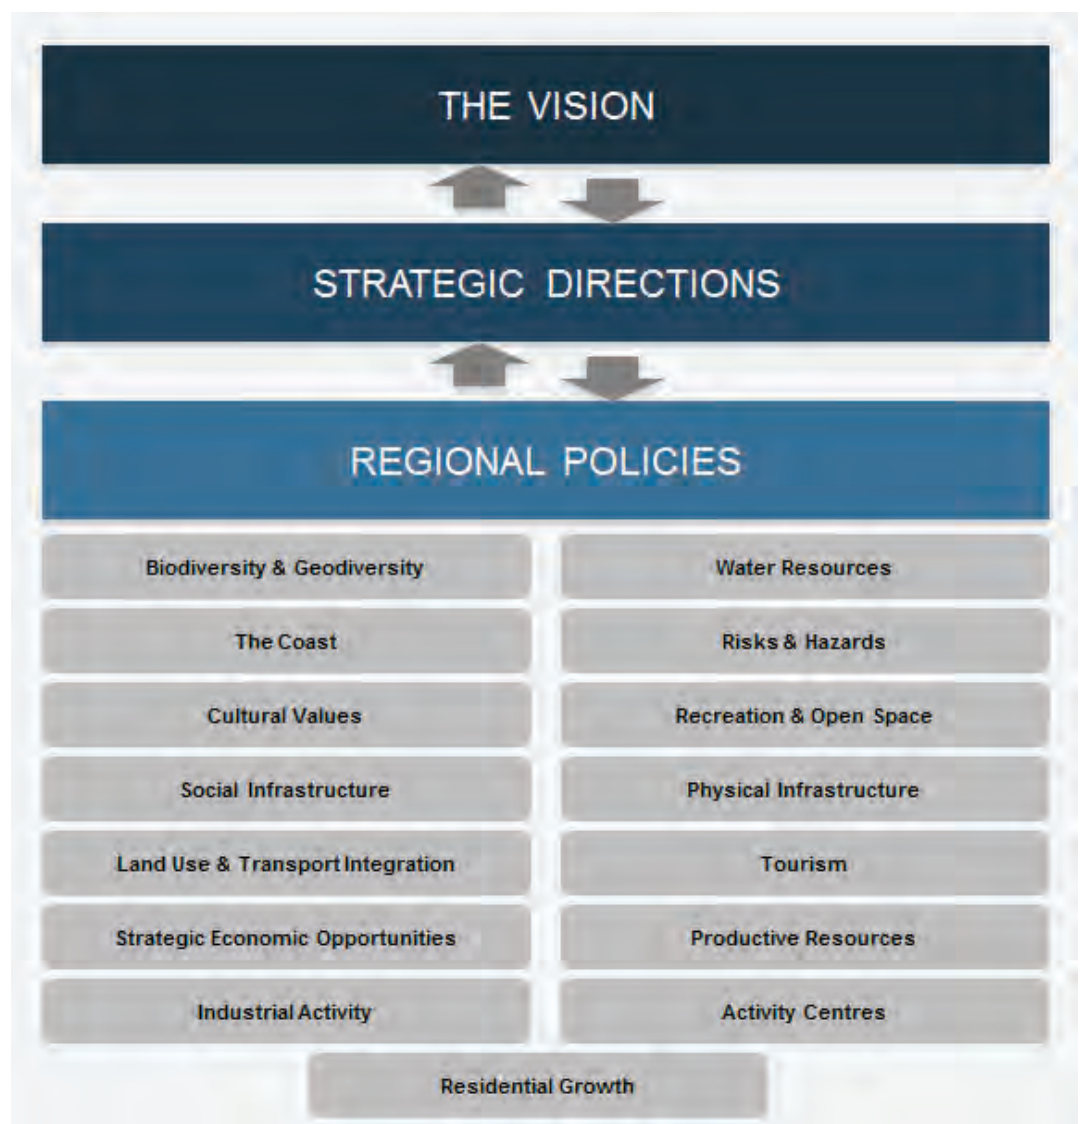 THE VISION
STRATEGIC DIRECTIONS
REGIONAL POLICIES
Biodiversity & Geodiversity
Water Resources
The Coast
Risks & Hazards
Cultural Values
Recreation & Open Space
Social Infrastructure
Physical Infrastructure
Land Use & Transport Integration
Tourism
Strategic Economic Opportunities
Productive Resources
Industrial Activity
Activity Centres
Residential Growth